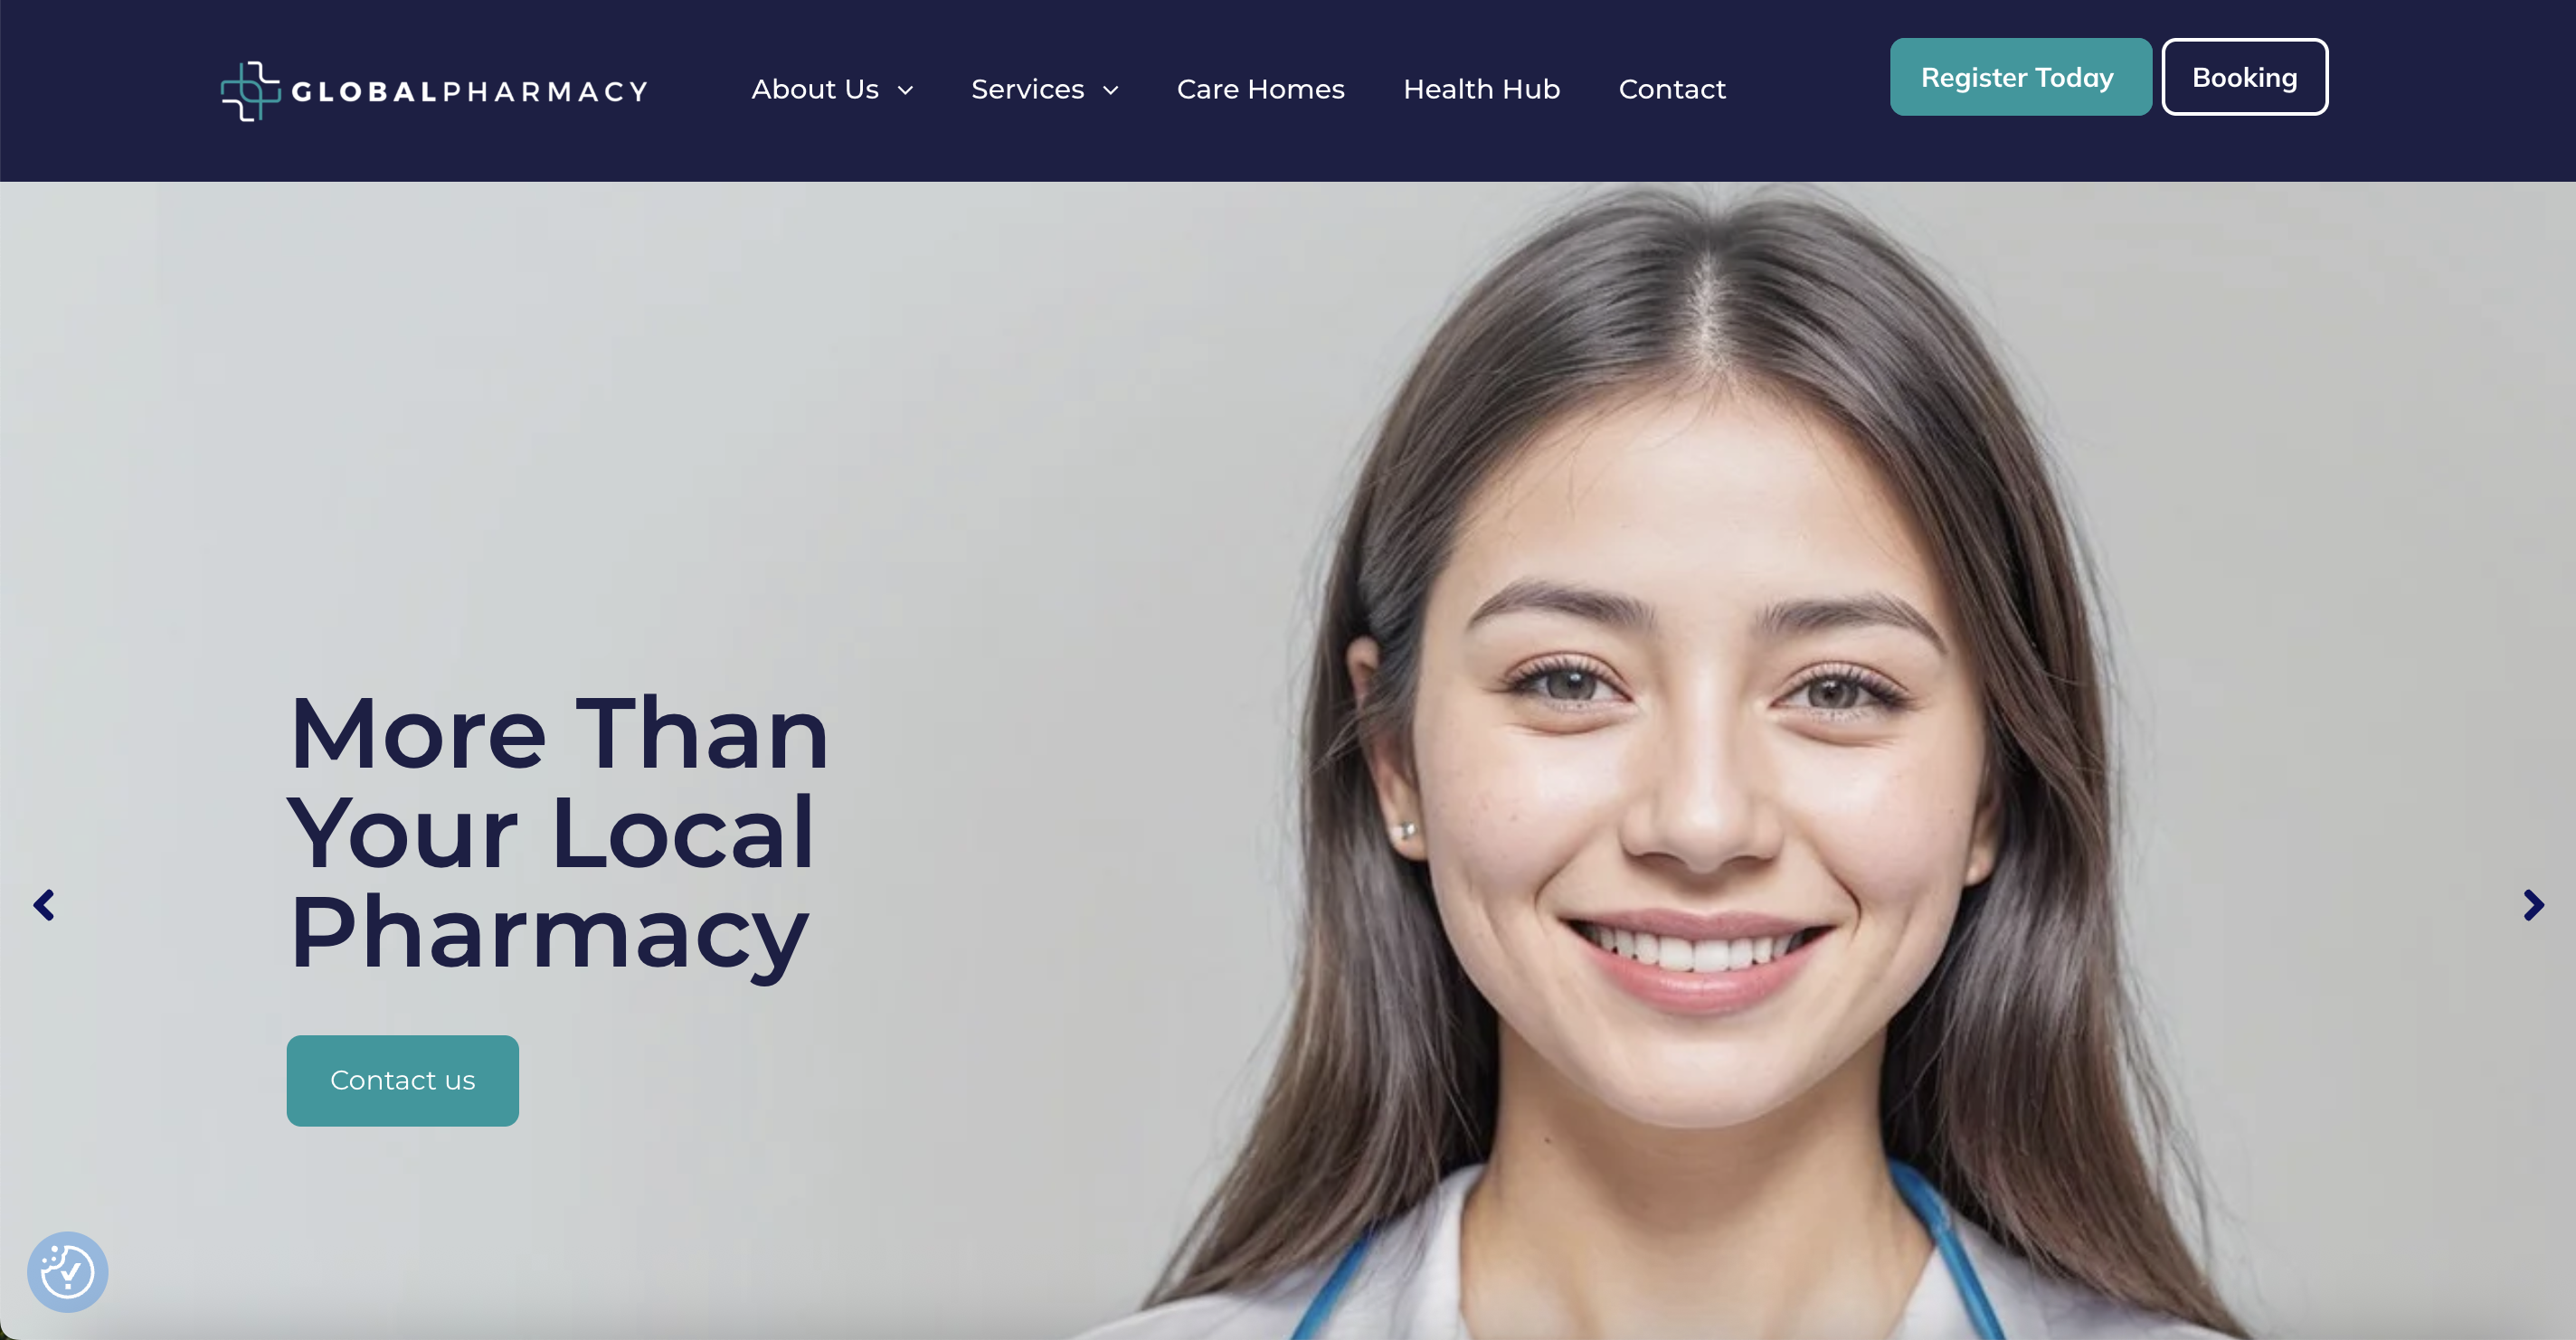 GLOBALPHARMACY
About Us
Services
Care Homes
Health Hub
Contact
Register Today
Booking
More Than
Your Local
Pharmacy
Contact us